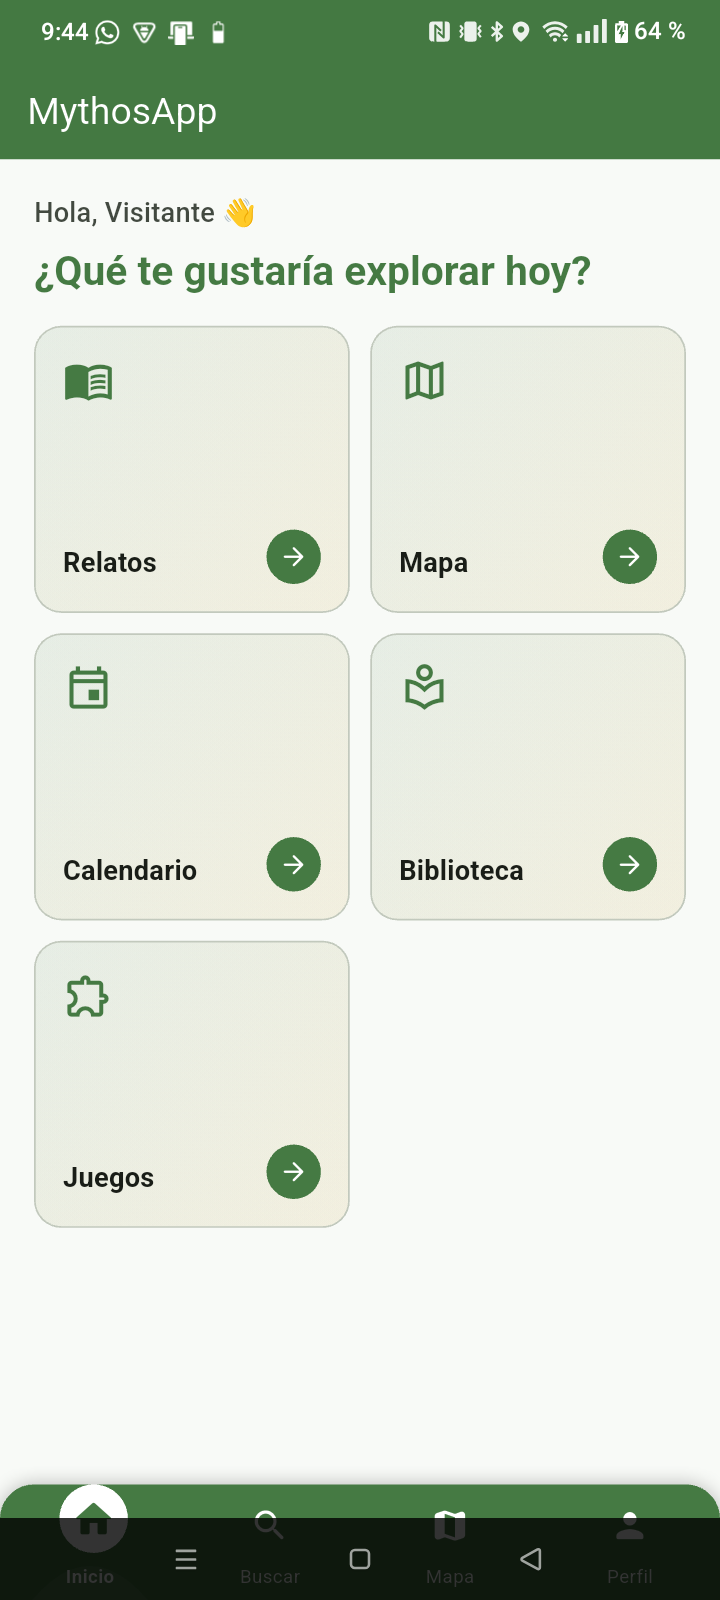 9:44 64 %
MythosApp
Hola, Visitante 👋
¿Qué te gustaría explorar hoy?
Relatos
Mapa
Calendario
Biblioteca
Juegos
Inicio
Buscar
Mapa
Perfil